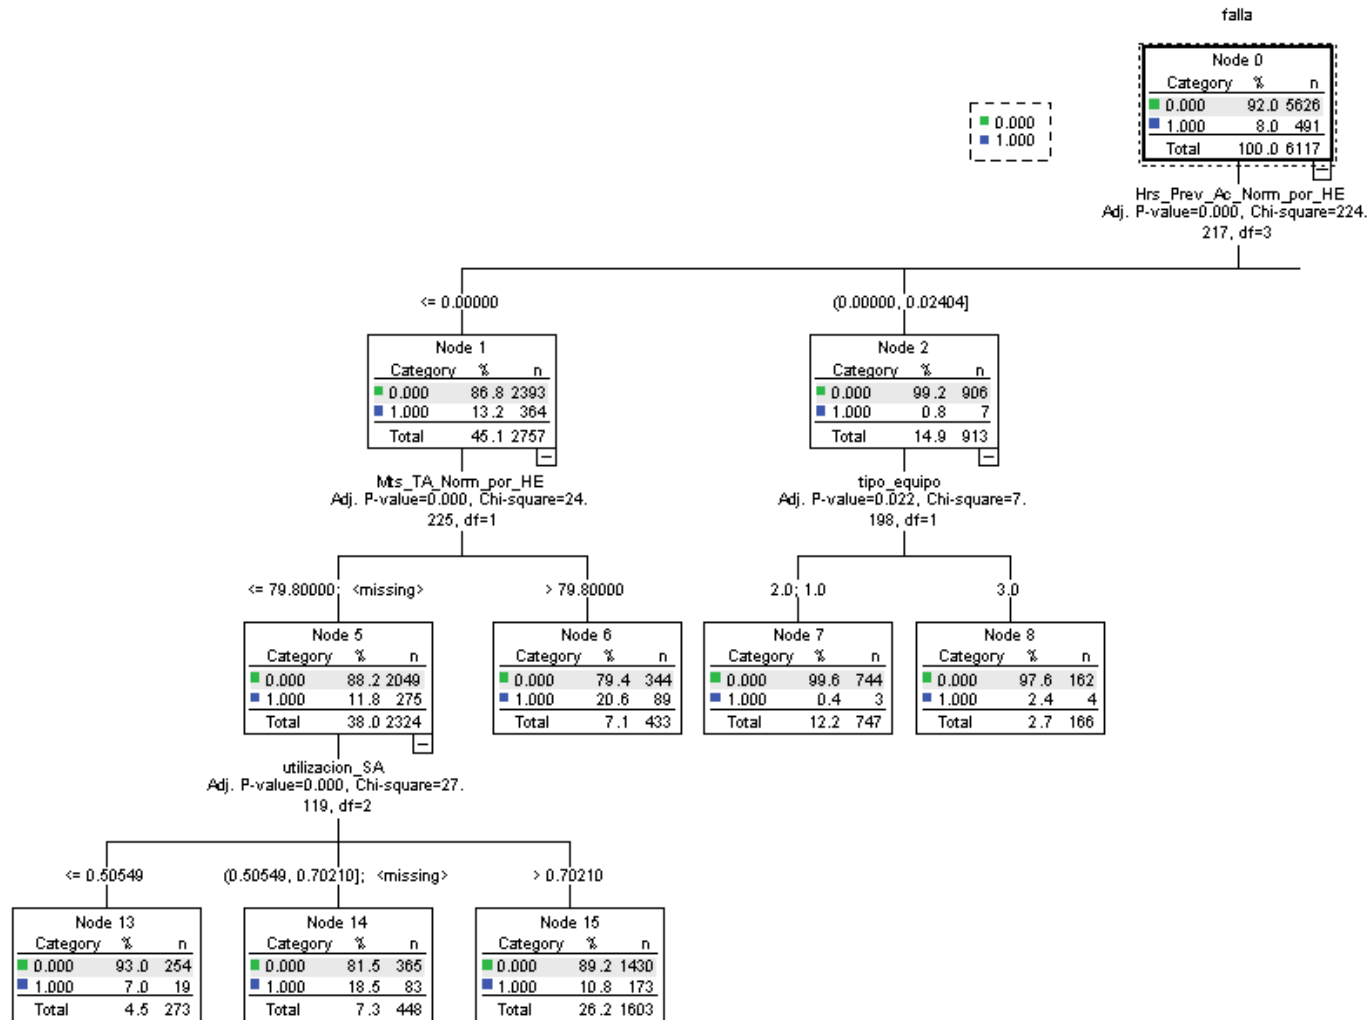 falla
Node 0
Category % n
0.000 92.0 5626
1.000 8.0 491
Total 100.0 6117
0.000
1.000
Hrs_Prev_Ac_Norm_por_HE
Adj. P-value=0.000, Chi-square=224.
217, df=3
<= 0.00000
(0.00000, 0.02404]
Node 1
Category % n
0.000 86.8 2393
1.000 13.2 364
Total 45.1 2757
Node 2
Category % n
0.000 99.2 906
1.000 0.8 7
Total 14.9 913
Mts_TA_Norm_por_HE
Adj. P-value=0.000, Chi-square=24.
225, df=1
tipo_equipo
Adj. P-value=0.022, Chi-square=7.
198, df=1
<= 79.80000; <missing>
> 79.80000
2.0; 1.0
3.0
Node 5
Category % n
0.000 88.2 2049
1.000 11.8 275
Total 38.0 2324
Node 6
Category % n
0.000 79.4 344
1.000 20.6 89
Total 7.1 433
Node 7
Category % n
0.000 99.6 744
1.000 0.4 3
Total 12.2 747
Node 8
Category % n
0.000 97.6 162
1.000 2.4 4
Total 2.7 166
utilizacion_SA
Adj. P-value=0.000, Chi-square=27.
119, df=2
<= 0.50549
(0.50549, 0.70210]; <missing>
> 0.70210
Node 13
Category % n
0.000 93.0 254
1.000 7.0 19
Total 4.5 273
Node 14
Category % n
0.000 81.5 365
1.000 18.5 83
Total 7.3 448
Node 15
Category % n
0.000 89.2 1430
1.000 10.8 173
Total 26.2 1603